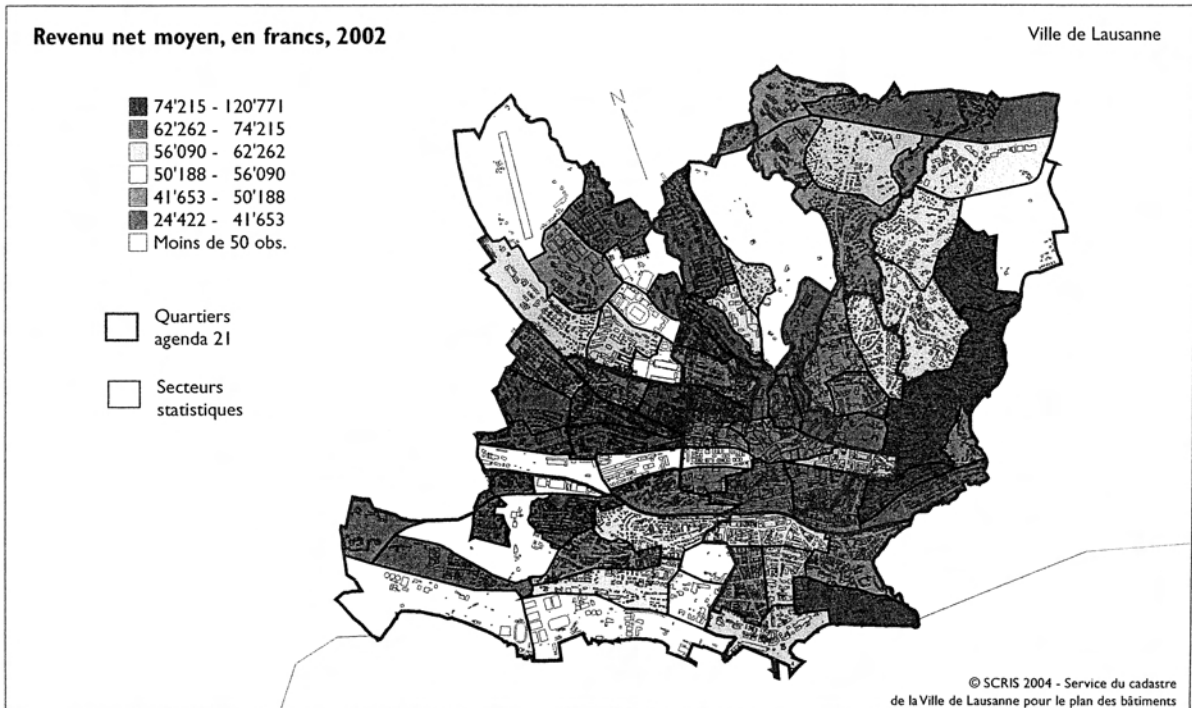 Revenu net moyen, en francs, 2002
Ville de Lausanne
74'215 - 120'771
62'262 - 74'215
56'090 - 62'262
50'188 - 56'090
41'653 - 50'188
24'422 - 41'653
Moins de 50 obs.
N
Quartiers
agenda 21
Secteurs
statistiques
© SCRIS 2004 - Service du cadastre
de la Ville de Lausanne pour le plan des bâtiments